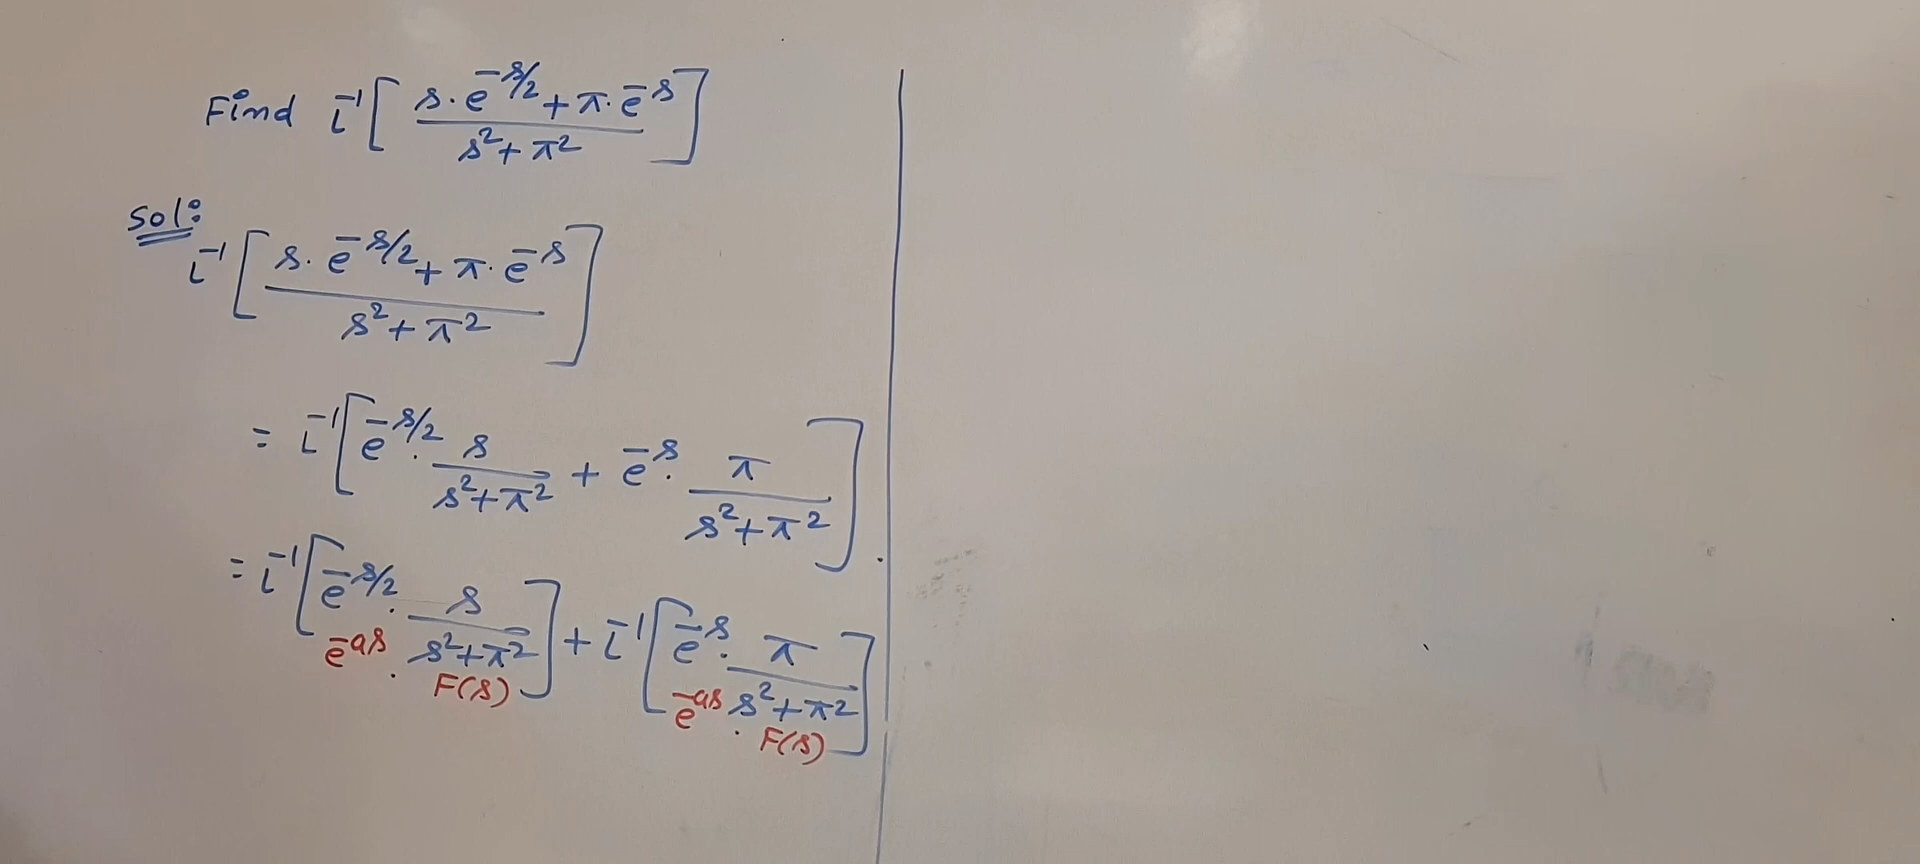 Find L⁻¹[ (s·e^(-s/2) + π·e^(-s)) / (s² + π²) ]
Sol:
L⁻¹[ (s·e^(-s/2) + π·e^(-s)) / (s² + π²) ]
= L⁻¹[ e^(-s/2) · s/(s² + π²) + e^(-s) · π/(s² + π²) ].
= L⁻¹[ e^(-s/2) · s/(s² + π²) ] + L⁻¹[ e^(-s) · π/(s² + π²) ]
e^(-as) · F(s) e^(-as) · F(s)